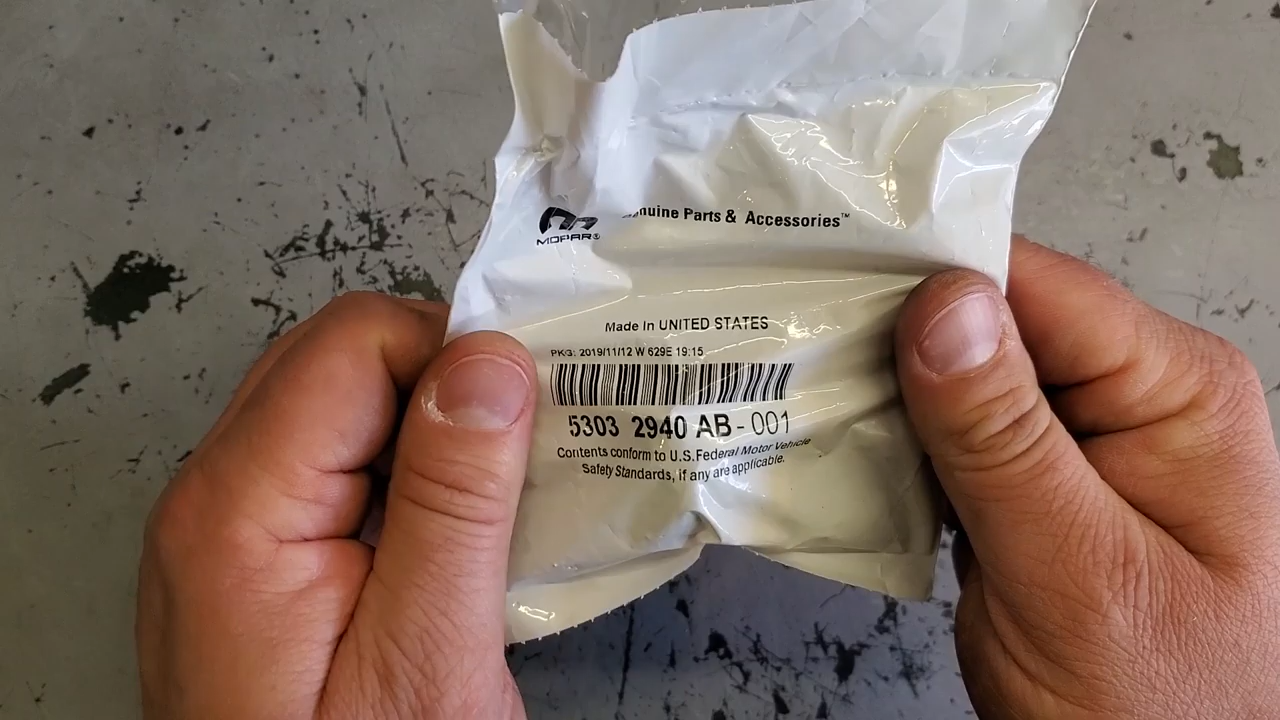 MOPAR® Genuine Parts & Accessories™
Made In UNITED STATES
PKG: 2019/11/12 W 629E 19:15
5303 2940 AB-001
Contents conform to U.S.Federal Motor Vehicle
Safety Standards, if any are applicable.